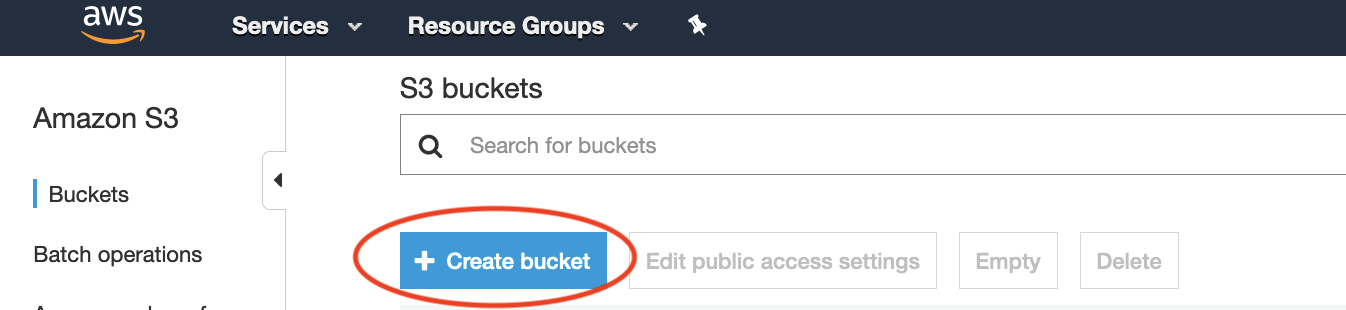 aws
Services
Resource Groups
Amazon S3
Buckets
Batch operations
S3 buckets
Search for buckets
Create bucket
Edit public access settings
Empty
Delete